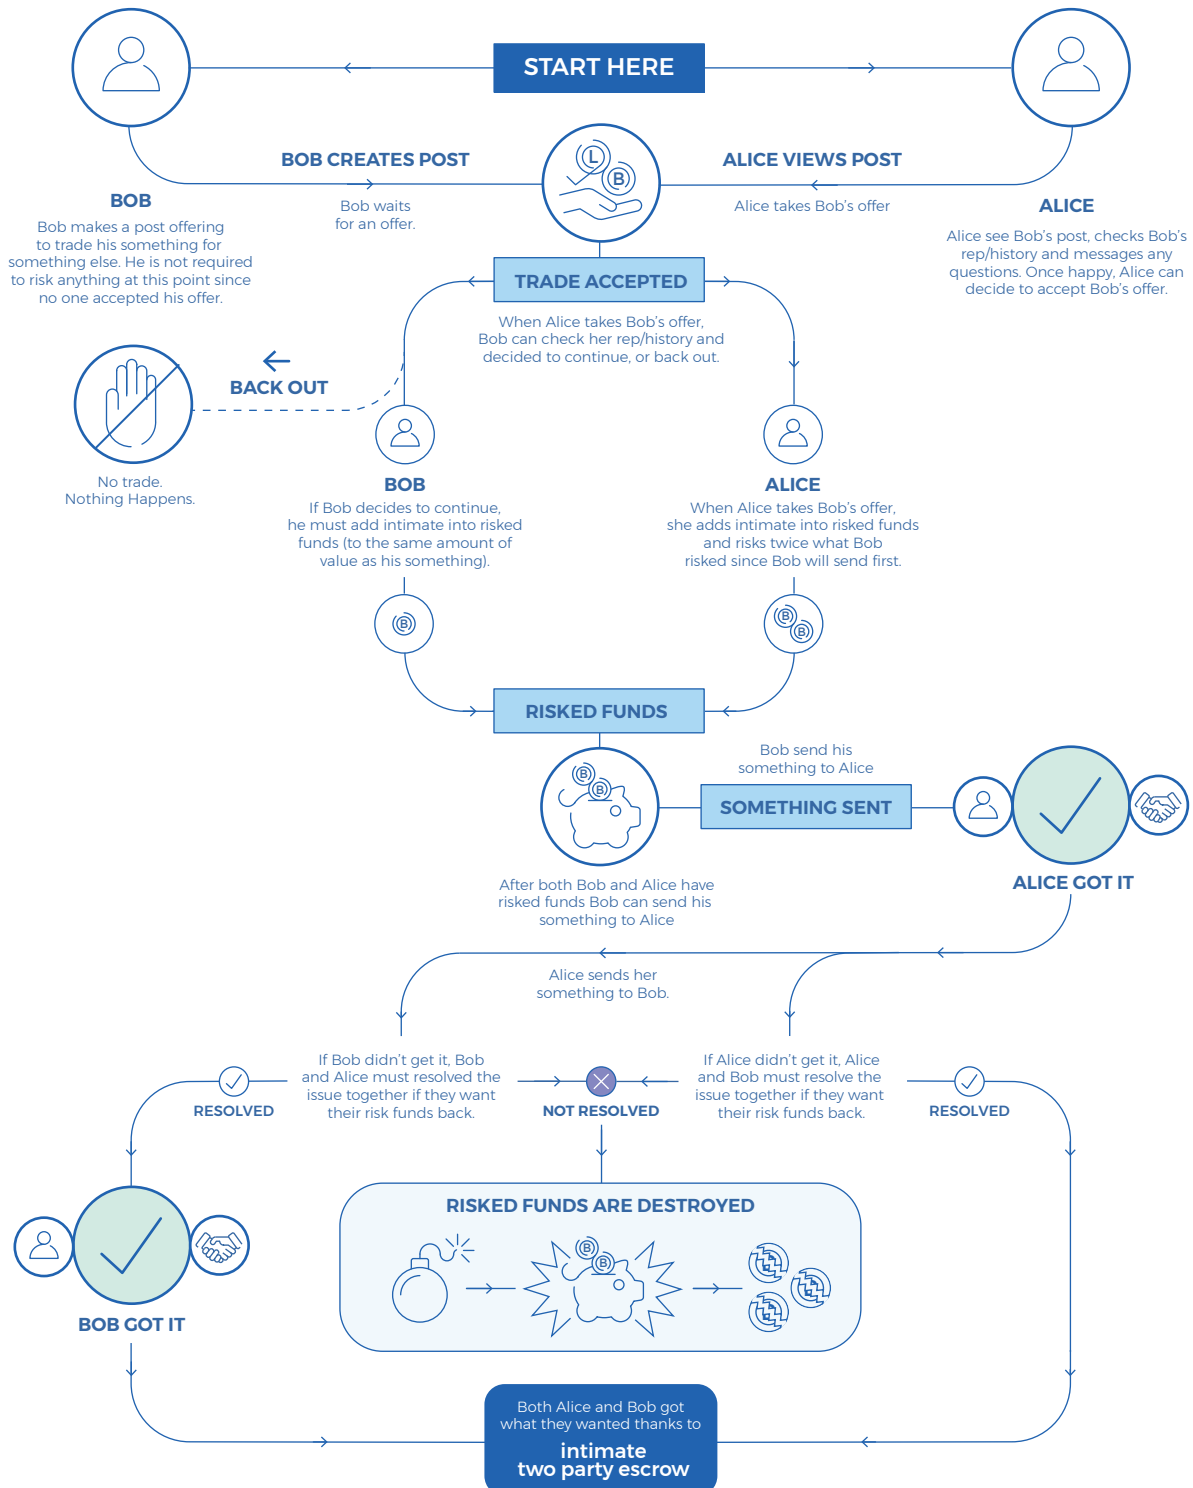 START HERE
BOB CREATES POST
Bob waits
for an offer.
L
B
ALICE VIEWS POST
Alice takes Bob's offer
BOB
Bob makes a post offering
to trade his something for
something else. He is not required
to risk anything at this point since
no one accepted his offer.
ALICE
Alice see Bob's post, checks Bob's
rep/history and messages any
questions. Once happy, Alice can
decide to accept Bob's offer.
TRADE ACCEPTED
When Alice takes Bob's offer,
Bob can check her rep/history and
decided to continue, or back out.
BACK OUT
No trade.
Nothing Happens.
BOB
If Bob decides to continue,
he must add intimate into risked
funds (to the same amount of
value as his something).
B
ALICE
When Alice takes Bob's offer,
she adds intimate into risked funds
and risks twice what Bob
risked since Bob will send first.
B
B
RISKED FUNDS
B
B
After both Bob and Alice have
risked funds Bob can send his
something to Alice
Bob send his
something to Alice
SOMETHING SENT
ALICE GOT IT
Alice sends her
something to Bob.
If Bob didn't get it, Bob
and Alice must resolved the
issue together if they want
their risk funds back.
RESOLVED
NOT RESOLVED
If Alice didn't get it, Alice
and Bob must resolve the
issue together if they want
their risk funds back.
RESOLVED
BOB GOT IT
RISKED FUNDS ARE DESTROYED
B
B
Both Alice and Bob got
what they wanted thanks to
intimate
two party escrow